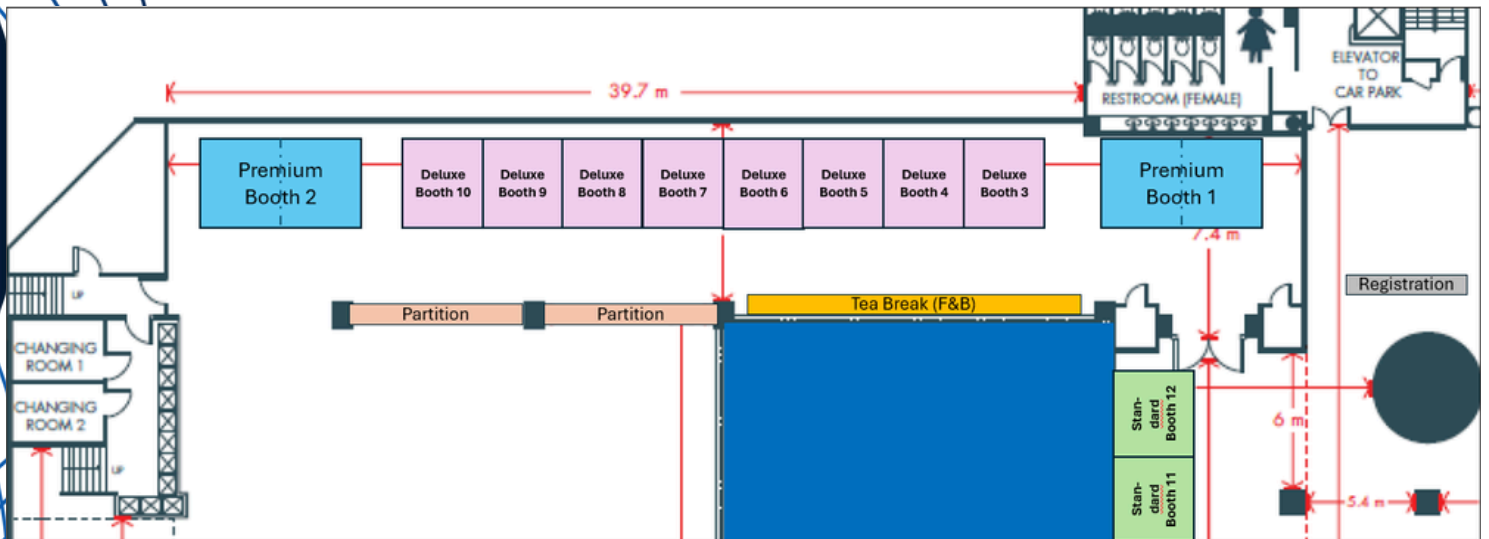 39.7 m
RESTROOM (FEMALE)
ELEVATOR
TO
CAR PARK
Premium
Booth 2
Deluxe
Booth 10
Deluxe
Booth 9
Deluxe
Booth 8
Deluxe
Booth 7
Deluxe
Booth 6
Deluxe
Booth 5
Deluxe
Booth 4
Deluxe
Booth 3
Premium
Booth 1
7.4 m
UP
Registration
Partition
Partition
Tea Break (F&B)
CHANGING
ROOM 1
CHANGING
ROOM 2
UP
Stan-
dard
Booth 12
6 m
Stan-
dard
Booth 11
5.4 m